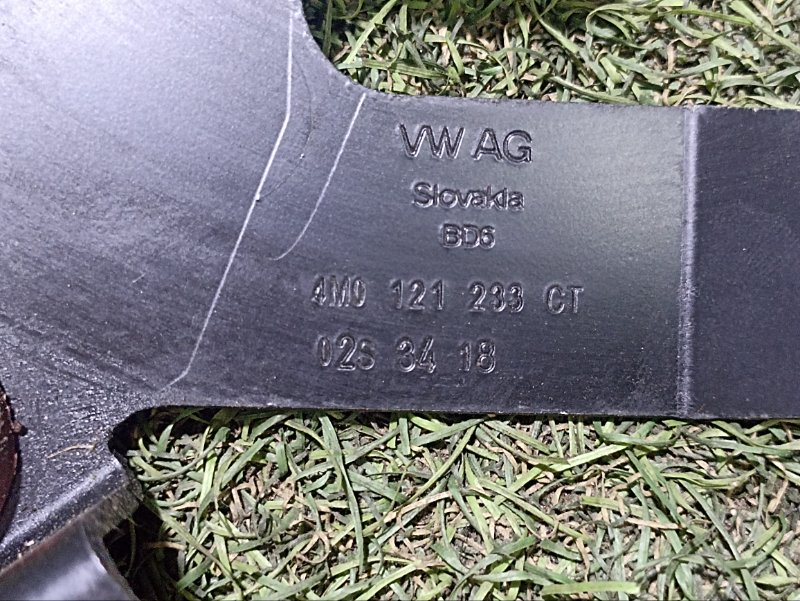 VW AG
Slovakia
BD6
4M0 121 233 CT
02S 34 18